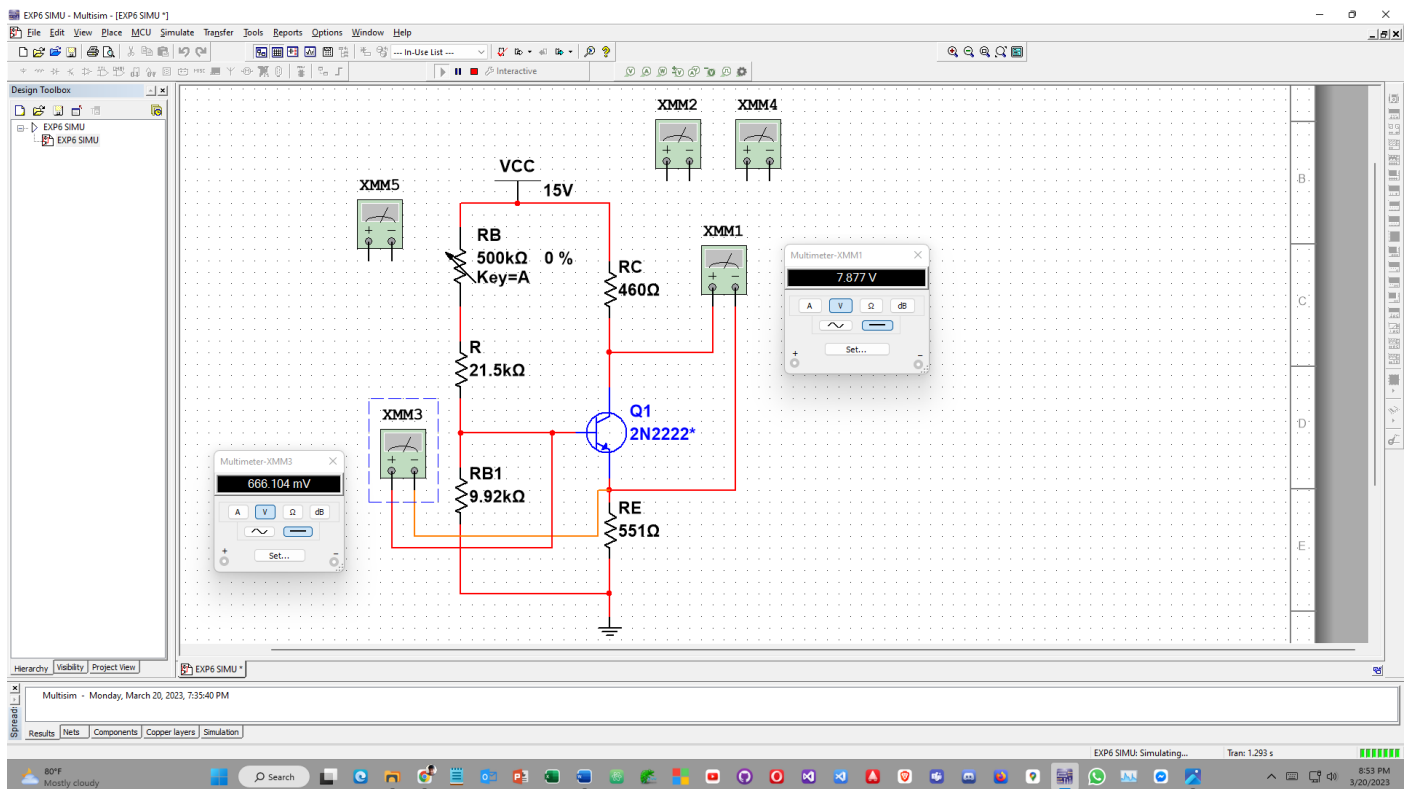 EXP6 SIMU - Multisim - [EXP6 SIMU *]
File Edit View Place MCU Simulate Transfer Tools Reports Options Window Help
--- In-Use List ---
Interactive
Design Toolbox
EXP6 SIMU
EXP6 SIMU
XMM2 XMM4
VCC
15V
XMM5
XMM1
RB
500kΩ 0 %
Key=A
RC
460Ω
Multimeter-XMM1
7.877 V
A V Ω dB
Set...
+ −
R
21.5kΩ
XMM3
Q1
2N2222*
Multimeter-XMM3
666.104 mV
A V Ω dB
Set...
+ −
RB1
9.92kΩ
RE
551Ω
B
C
D
E
Hierarchy Visibility Project View
EXP6 SIMU *
Multisim - Monday, March 20, 2023, 7:35:40 PM
Results Nets Components Copper layers Simulation
EXP6 SIMU: Simulating... Tran: 1.293 s
80°F
Mostly cloudy
Search
8:53 PM
3/20/2023